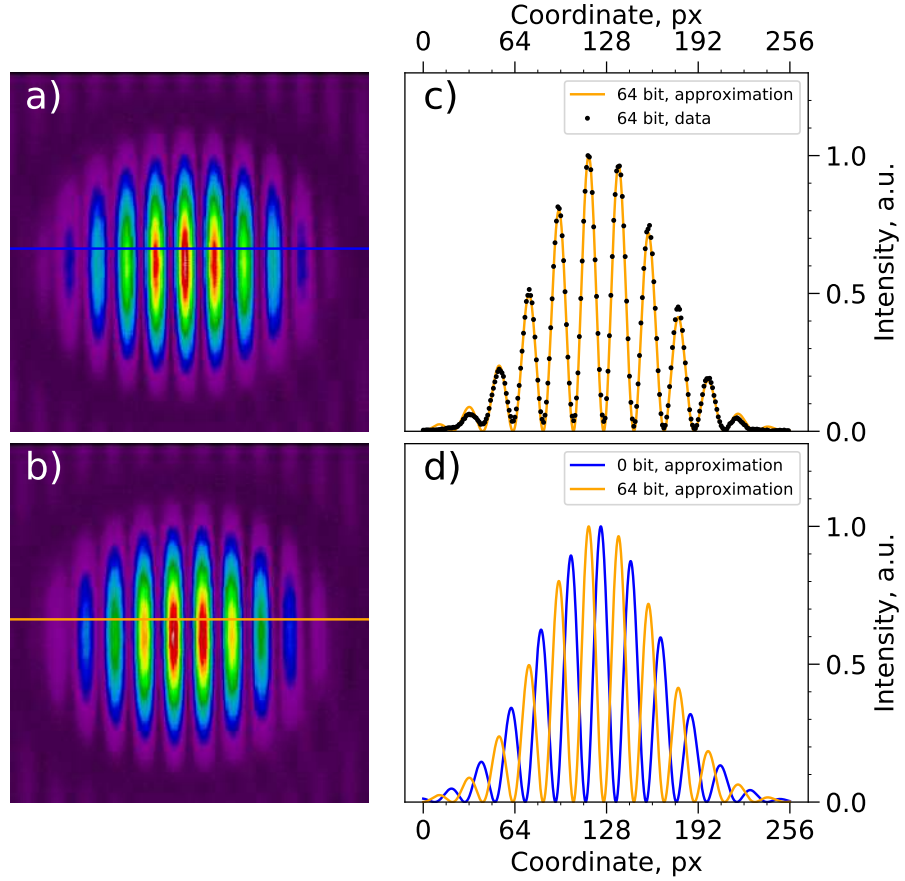 Coordinate, px
0 64 128 192 256
a)
c)
64 bit, approximation
64 bit, data
1.0
0.5
0.0
Intensity, a.u.
b)
d)
0 bit, approximation
64 bit, approximation
1.0
0.5
0.0
Intensity, a.u.
0 64 128 192 256
Coordinate, px